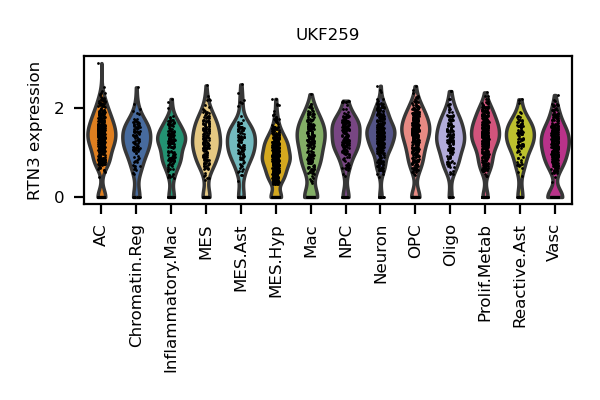 UKF259
RTN3 expression
2
0
AC
Chromatin.Reg
Inflammatory.Mac
MES
MES.Ast
MES.Hyp
Mac
NPC
Neuron
OPC
Oligo
Prolif.Metab
Reactive.Ast
Vasc